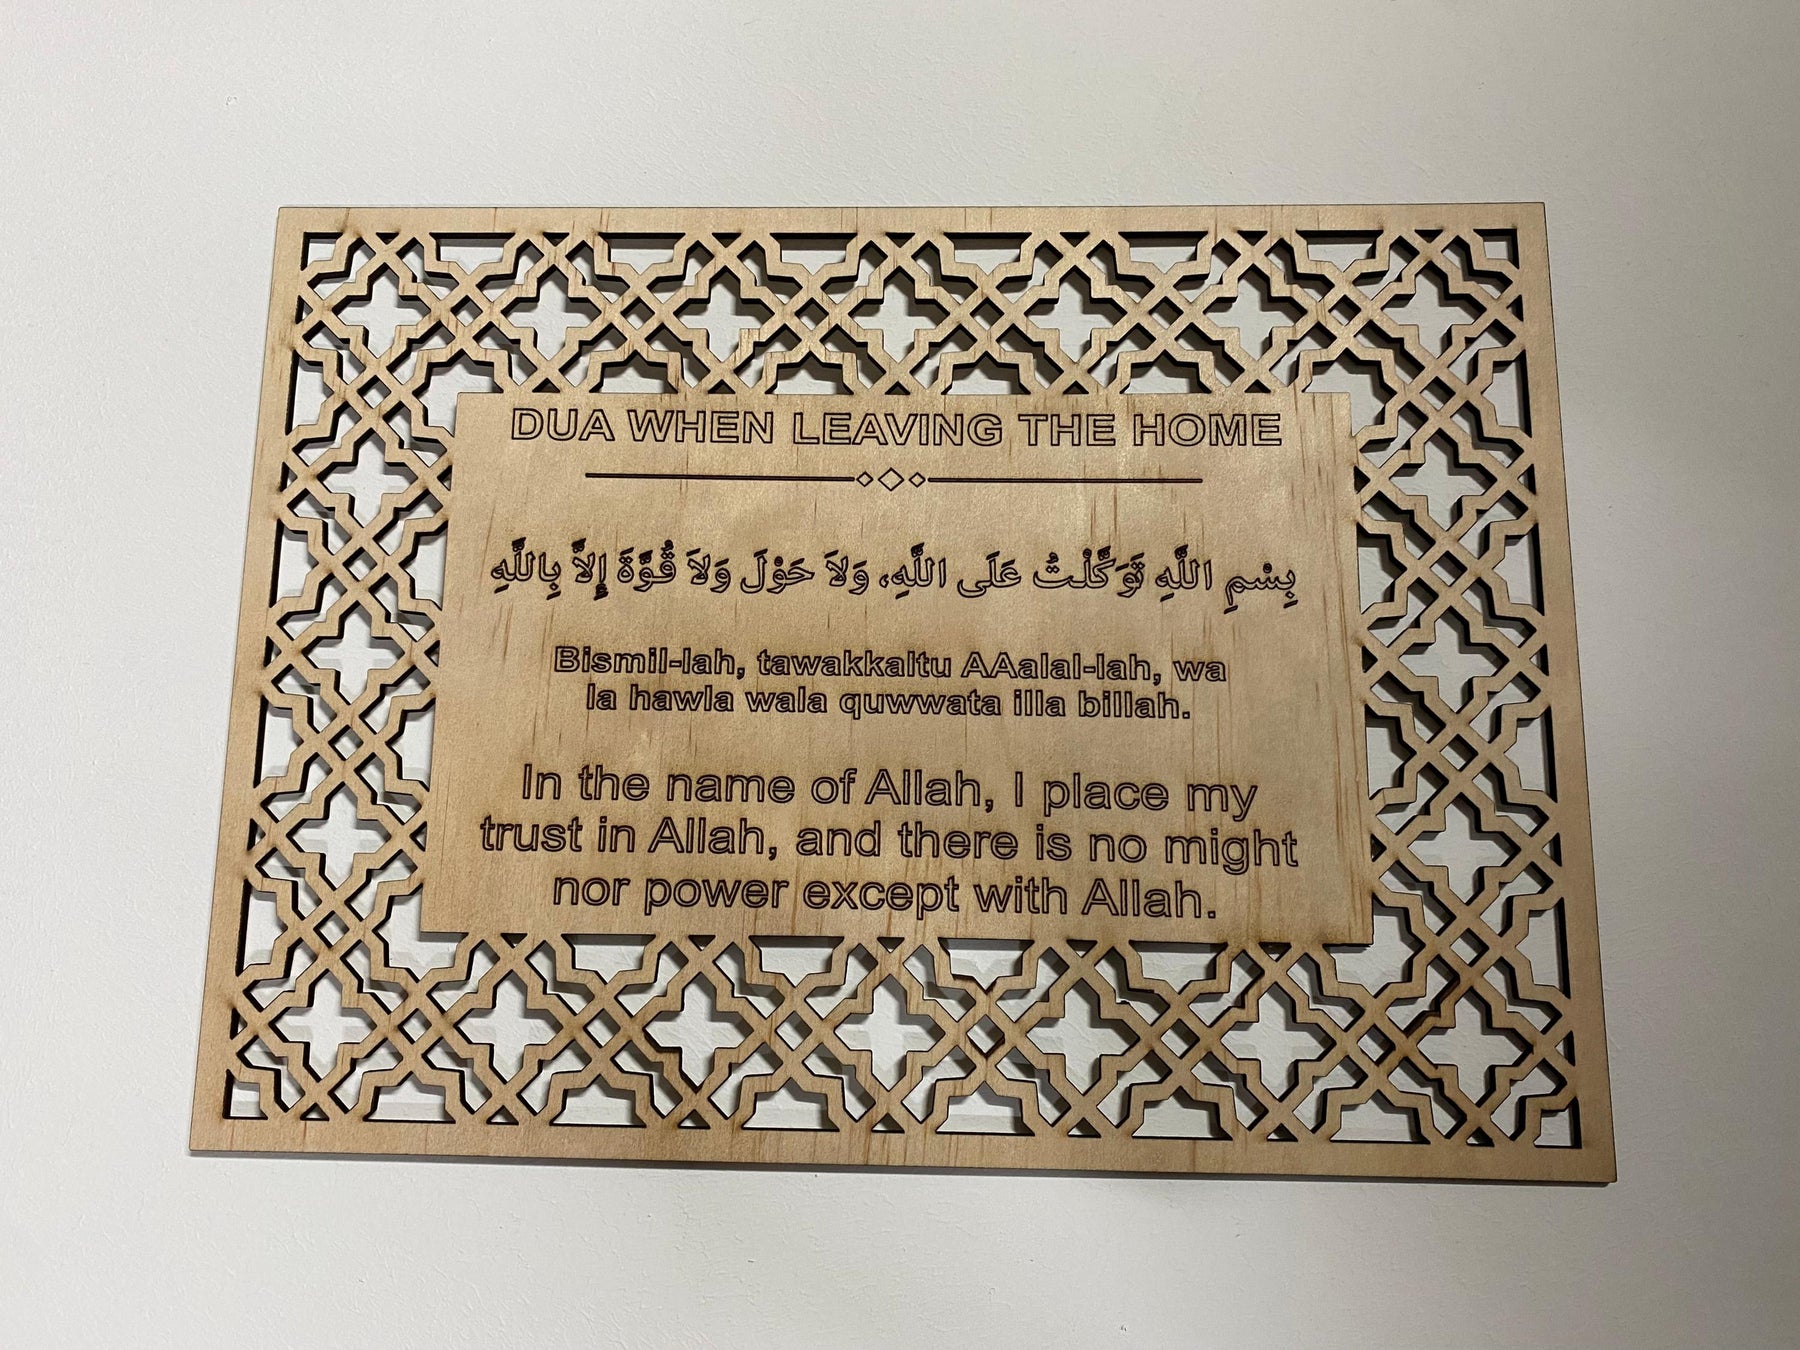 DUA WHEN LEAVING THE HOME
بِسْمِ اللَّهِ تَوَكَّلْتُ عَلَى اللَّهِ، وَلاَ حَوْلَ وَلاَ قُوَّةَ إِلاَّ بِاللَّهِ
Bismil-lah, tawakkaltu AAalal-lah, wa
la hawla wala quwwata illa billah.
In the name of Allah, I place my
trust in Allah, and there is no might
nor power except with Allah.